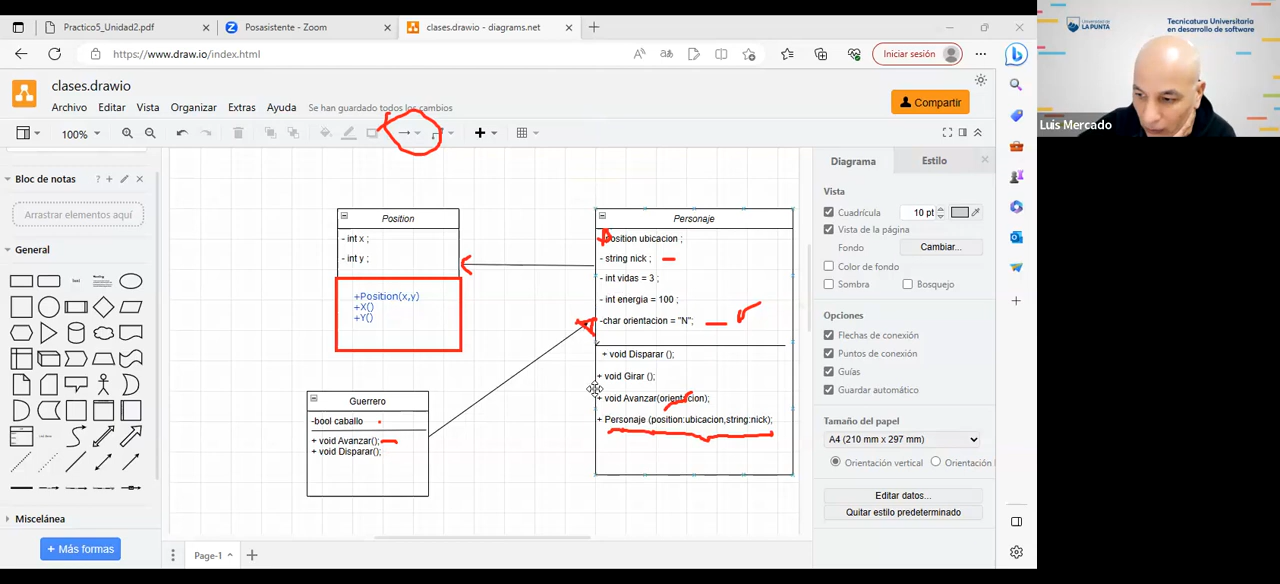 Practico5_Unidad2.pdf
Posasistente - Zoom
clases.drawio - diagrams.net
https://www.draw.io/index.html
Iniciar sesión
clases.drawio
Archivo Editar Vista Organizar Extras Ayuda Se han guardado todos los cambios
Compartir
100%
Bloc de notas
Arrastrar elementos aquí
General
Text
Heading
Misceláneo
+ Más formas
Position
- int x ;
- int y ;
+Position(x,y)
+X()
+Y()
Guerrero
-bool caballo
+ void Avanzar();
+ void Disparar();
Personaje
position ubicacion ;
- string nick ;
- int vidas = 3 ;
- int energia = 100 ;
-char orientacion = "N";
+ void Disparar ();
+ void Girar ();
+ void Avanzar(orientacion);
+ Personaje (position:ubicacion,string:nick);
Diagrama
Estilo
Vista
Cuadrícula 10 pt
Vista de la página
Fondo Cambiar...
Color de fondo
Sombra Bosquejo
Opciones
Flechas de conexión
Puntos de conexión
Guías
Guardar automático
Tamaño del papel
A4 (210 mm x 297 mm)
Orientación vertical Orientación
Editar datos...
Quitar estilo predeterminado
Page-1
Universidad de
LA PUNTA
Tecnicatura Universitaria
en desarrollo de software
Luis Mercado